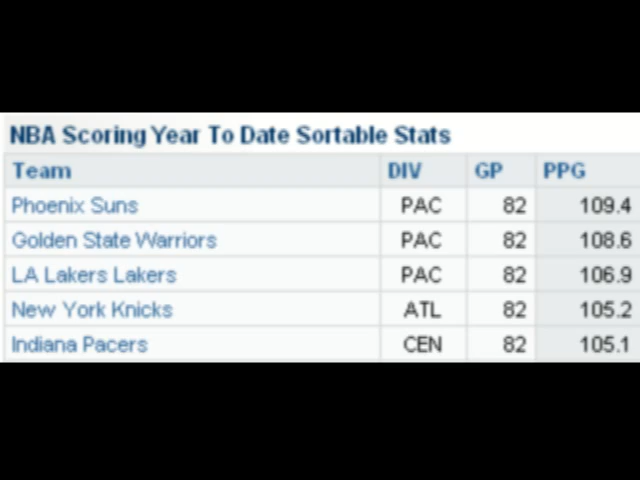 NBA Scoring Year To Date Sortable Stats
Team DIV GP PPG
Phoenix Suns PAC 82 109.4
Golden State Warriors PAC 82 108.6
LA Lakers Lakers PAC 82 106.9
New York Knicks ATL 82 105.2
Indiana Pacers CEN 82 105.1